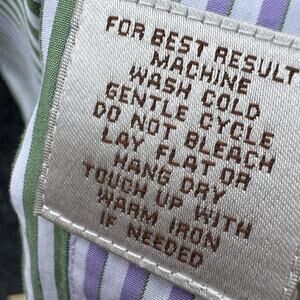 FOR BEST RESULT
MACHINE
WASH COLD
GENTLE CYCLE
DO NOT BLEACH
LAY FLAT OR
HANG DRY
TOUCH UP WITH
WARM IRON
IF NEEDED